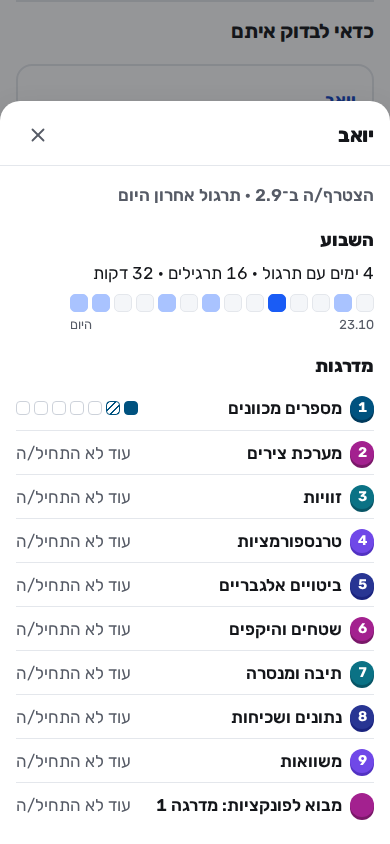 כדאי לבדוק איתם
יואב
יואב
הצטרף/ה ב־2.9 • תרגול אחרון היום
השבוע
4 ימים עם תרגול • 16 תרגילים • 32 דקות
23.10
היום
מדרגות
1 מספרים מכוונים
2 מערכת צירים עוד לא התחיל/ה
3 זוויות עוד לא התחיל/ה
4 טרנספורמציות עוד לא התחיל/ה
5 ביטויים אלגבריים עוד לא התחיל/ה
6 שטחים והיקפים עוד לא התחיל/ה
7 תיבה ומנסרה עוד לא התחיל/ה
8 נתונים ושכיחות עוד לא התחיל/ה
9 משוואות עוד לא התחיל/ה
מבוא לפונקציות: מדרגה 1 עוד לא התחיל/ה